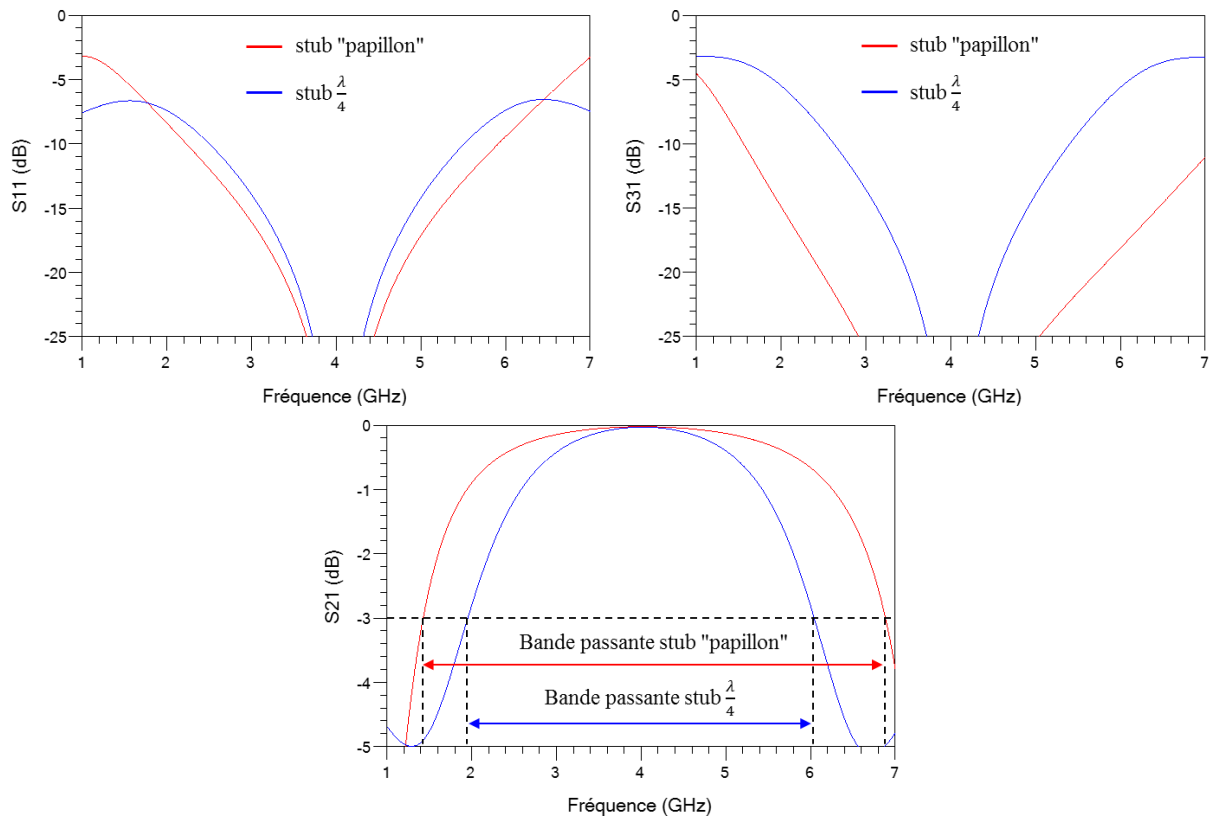 0
-5
-10
-15
-20
-25
S11 (dB)
stub "papillon"
stub λ/4
1 2 3 4 5 6 7
Fréquence (GHz)
0
-5
-10
-15
-20
-25
S31 (dB)
stub "papillon"
stub λ/4
1 2 3 4 5 6 7
Fréquence (GHz)
0
-1
-2
-3
-4
-5
S21 (dB)
Bande passante stub "papillon"
Bande passante stub λ/4
1 2 3 4 5 6 7
Fréquence (GHz)